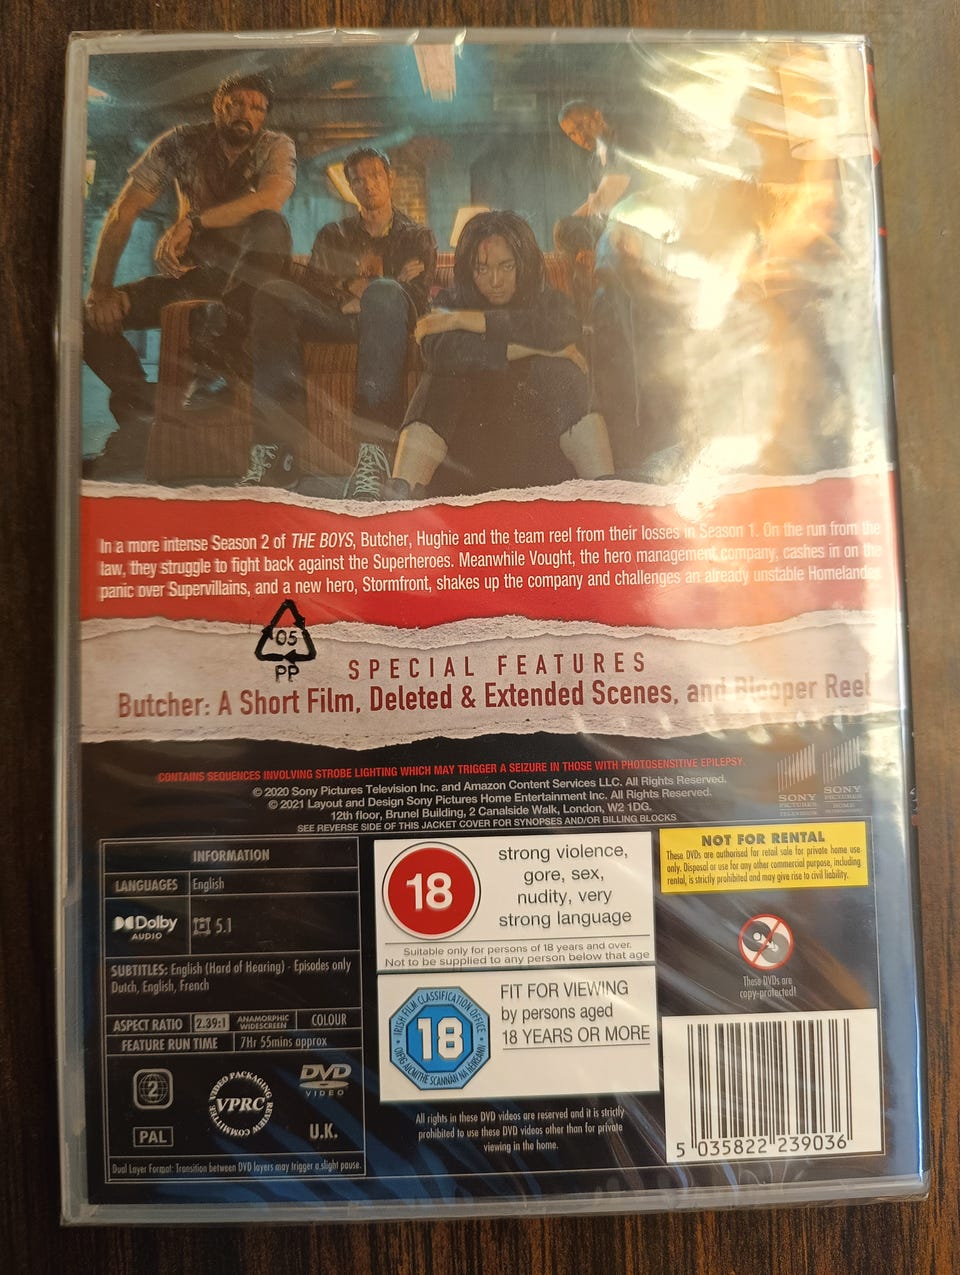 In a more intense Season 2 of THE BOYS, Butcher, Hughie and the team reel from their losses in Season 1. On the run from the
law, they struggle to fight back against the Superheroes. Meanwhile Vought, the hero management company, cashes in on the
panic over Supervillains, and a new hero, Stormfront, shakes up the company and challenges an already unstable Homelander
05
PP
SPECIAL FEATURES
Butcher: A Short Film, Deleted & Extended Scenes, and Blooper Reel
CONTAINS SEQUENCES INVOLVING STROBE LIGHTING WHICH MAY TRIGGER A SEIZURE IN THOSE WITH PHOTOSENSITIVE EPILEPSY.
© 2020 Sony Pictures Television Inc. and Amazon Content Services LLC. All Rights Reserved.
© 2021 Layout and Design Sony Pictures Home Entertainment Inc. All Rights Reserved.
12th floor, Brunel Building, 2 Canalside Walk, London, W2 1DG.
SEE REVERSE SIDE OF THIS JACKET COVER FOR SYNOPSES AND/OR BILLING BLOCKS
SONY PICTURES TELEVISION
SONY PICTURES HOME
INFORMATION
LANGUAGES English
Dolby AUDIO 5.1
SUBTITLES: English (Hard of Hearing) - Episodes only
Dutch, English, French
ASPECT RATIO 2.39:1 ANAMORPHIC WIDESCREEN COLOUR
FEATURE RUN TIME 7Hr 55mins approx
2
PAL
VIDEO PACKAGING REVIEW COMMITTEE
VPRC
DVD VIDEO
U.K.
Dual Layer Format: Transition between DVD layers may trigger a slight pause.
18
strong violence,
gore, sex,
nudity, very
strong language
Suitable only for persons of 18 years and over.
Not to be supplied to any person below that age
IRISH FILM CLASSIFICATION OFFICE
OIFIG AICMITHE SCANNÁN NA hÉIREANN
18
FIT FOR VIEWING
by persons aged
18 YEARS OR MORE
All rights in these DVD videos are reserved and it is strictly
prohibited to use these DVD videos other than for private
viewing in the home.
NOT FOR RENTAL
These DVDs are authorised for retail sale for private home use
only. Disposal or use for any other commercial purpose, including
rental, is strictly prohibited and may give rise to civil liability.
These DVDs are
copy-protected!
5 035822 239036